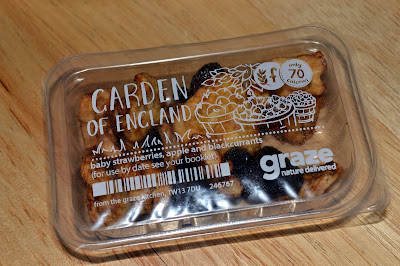 GARDEN
OF ENGLAND
f
only
70
calories
baby strawberries, apple and blackcurrants
(for use by date see your booklet)
graze
nature delivered
246767
from the graze kitchen, TW13 7DU